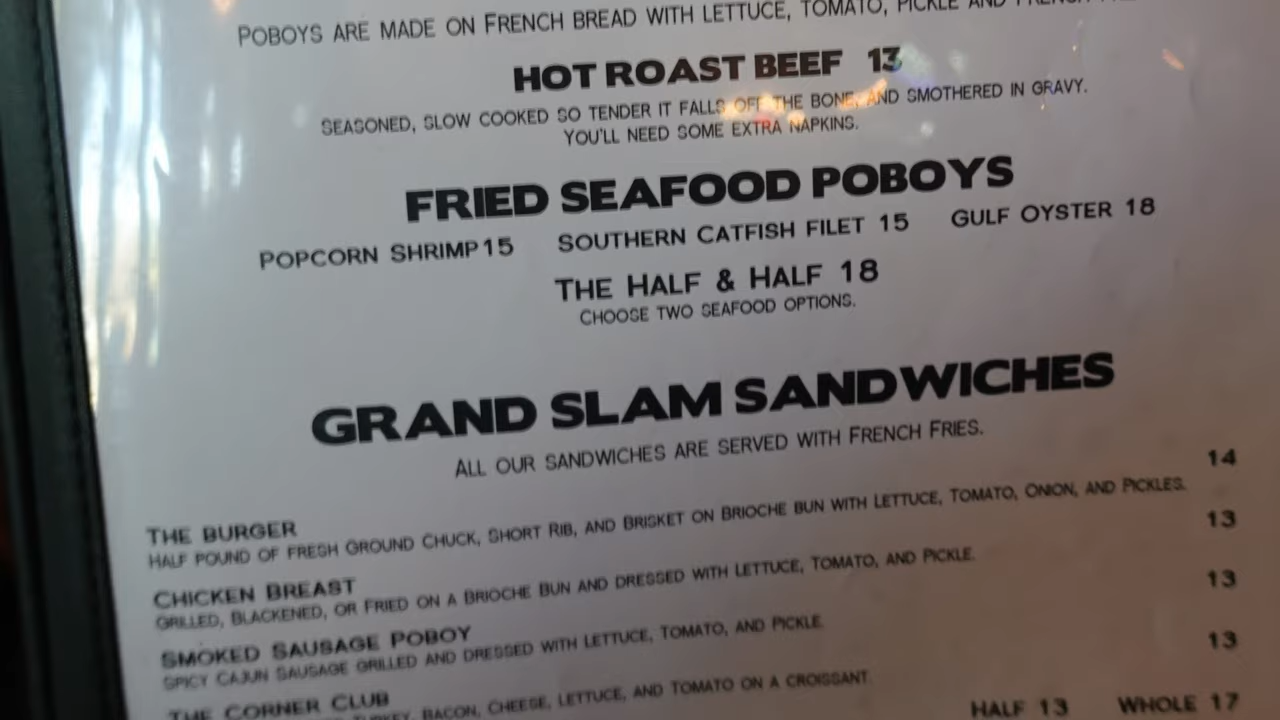 POBOYS ARE MADE ON FRENCH BREAD WITH LETTUCE, TOMATO, PICKLE AND
HOT ROAST BEEF 13
SEASONED, SLOW COOKED SO TENDER IT FALLS OFF THE BONE, AND SMOTHERED IN GRAVY.
YOU'LL NEED SOME EXTRA NAPKINS.
FRIED SEAFOOD POBOYS
POPCORN SHRIMP 15 SOUTHERN CATFISH FILET 15 GULF OYSTER 18
THE HALF & HALF 18
CHOOSE TWO SEAFOOD OPTIONS.
GRAND SLAM SANDWICHES
ALL OUR SANDWICHES ARE SERVED WITH FRENCH FRIES.
THE BURGER 14
HALF POUND OF FRESH GROUND CHUCK, SHORT RIB, AND BRISKET ON BRIOCHE BUN WITH LETTUCE, TOMATO, ONION, AND PICKLES.
CHICKEN BREAST 13
GRILLED, BLACKENED, OR FRIED ON A BRIOCHE BUN AND DRESSED WITH LETTUCE, TOMATO, AND PICKLE.
SMOKED SAUSAGE POBOY 13
SPICY CAJUN SAUSAGE GRILLED AND DRESSED WITH LETTUCE, TOMATO, AND PICKLE.
THE CORNER CLUB 13
TURKEY, BACON, CHEESE, LETTUCE, AND TOMATO ON A CROISSANT.
HALF 13 WHOLE 17